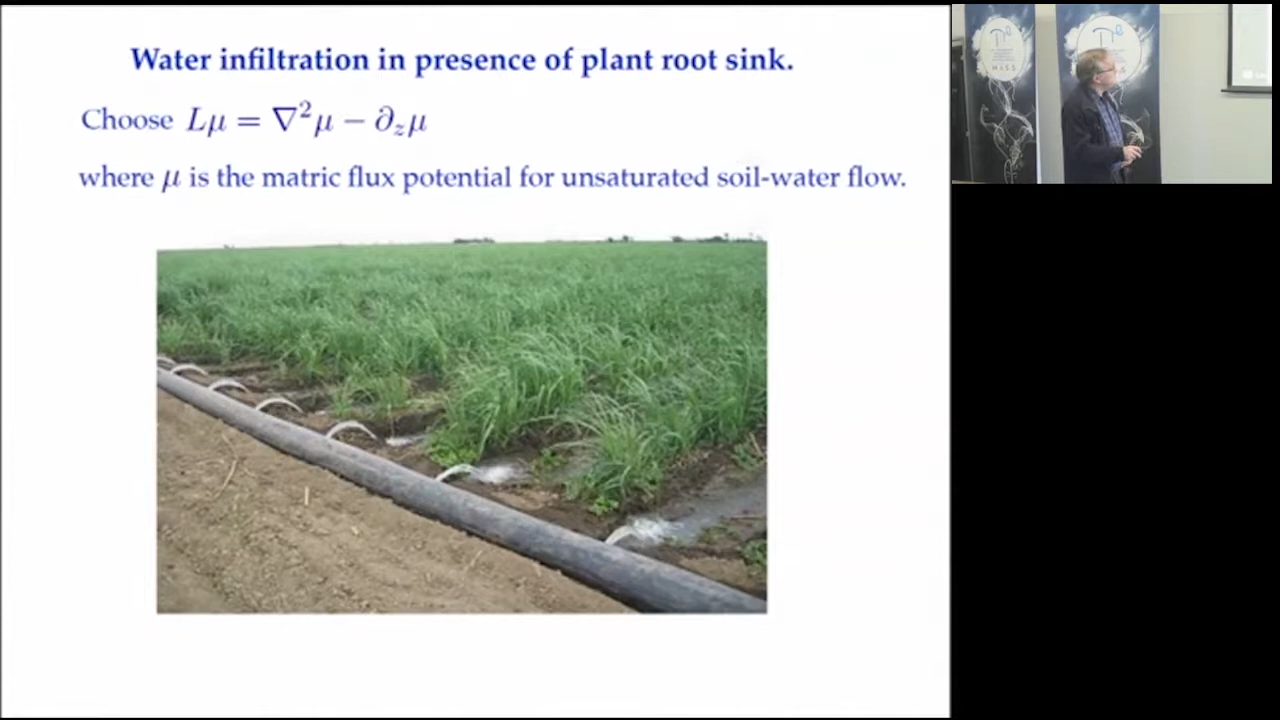 Water infiltration in presence of plant root sink.
Choose Lμ = ∇²μ − ∂zμ
where μ is the matric flux potential for unsaturated soil-water flow.